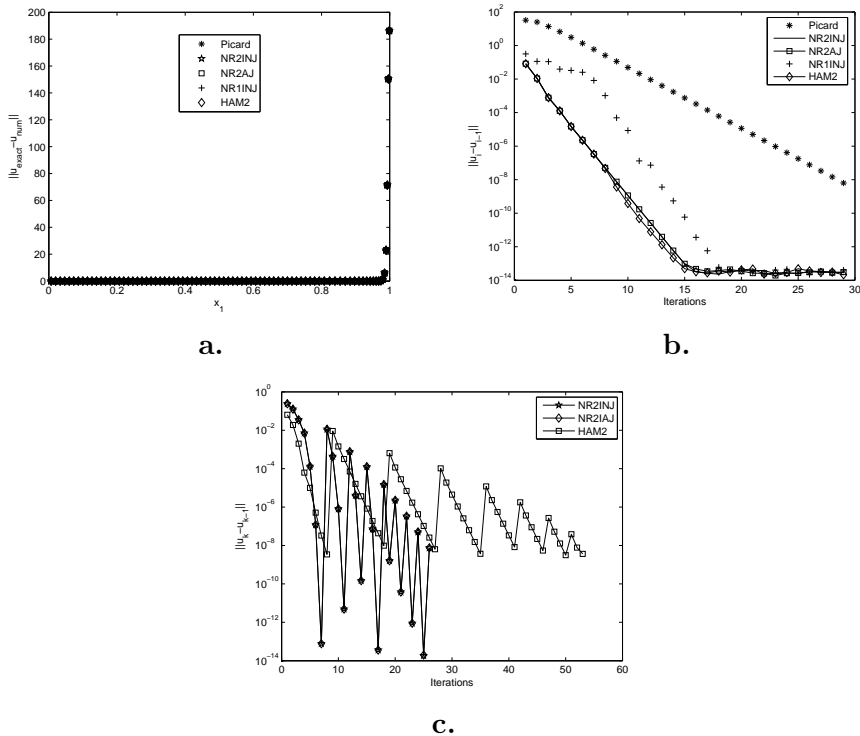 200
180
160
140
120
100
80
60
40
20
0
||u_exact−u_num||
0
0.2
0.4
0.6
0.8
1
x_1
Picard
NR2INJ
NR2AJ
NR1INJ
HAM2
a.
10^2
10^0
10^−2
10^−4
10^−6
10^−8
10^−10
10^−12
10^−14
||u_i−u_i−1||
0
5
10
15
20
25
30
Iterations
Picard
NR2INJ
NR2AJ
NR1INJ
HAM2
b.
10^0
10^−2
10^−4
10^−6
10^−8
10^−10
10^−12
10^−14
||u_k−u_k−1||
0
10
20
30
40
50
60
Iterations
NR2INJ
NR2IAJ
HAM2
c.